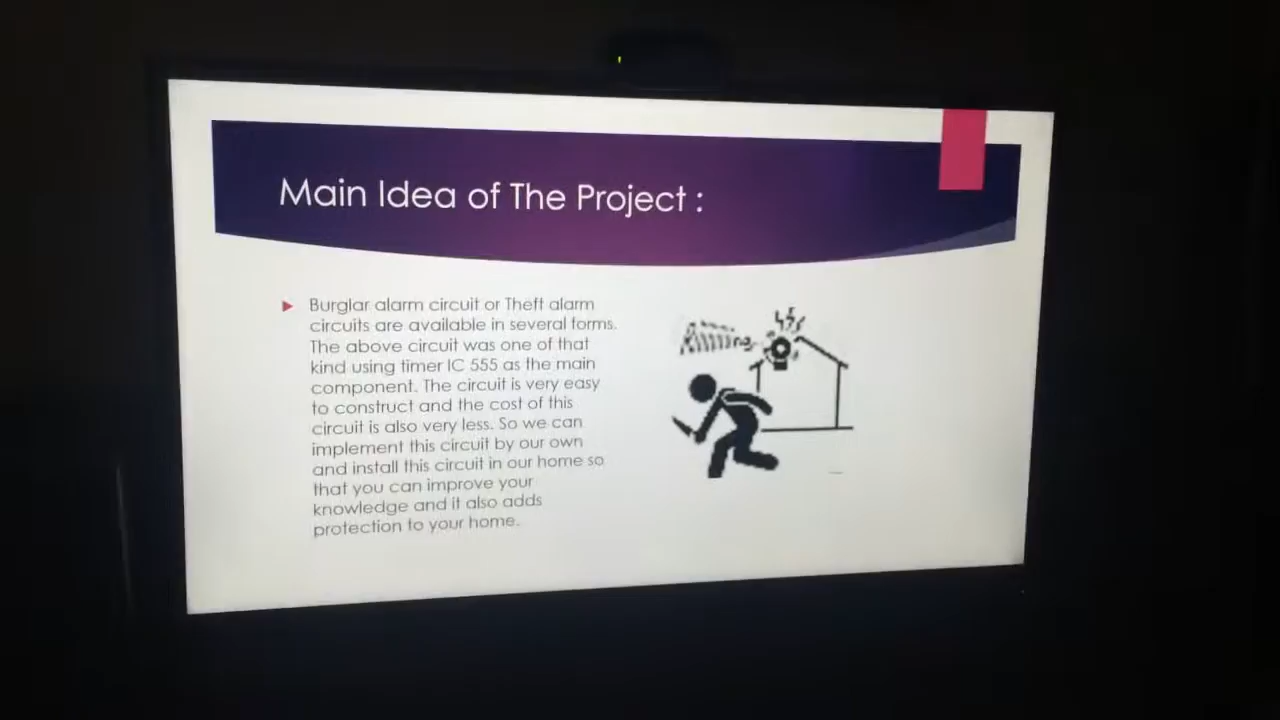 Main Idea of The Project :
Burglar alarm circuit or Theft alarm
circuits are available in several forms.
The above circuit was one of that
kind using timer IC 555 as the main
component. The circuit is very easy
to construct and the cost of this
circuit is also very less. So we can
implement this circuit by our own
and install this circuit in our home so
that you can improve your
knowledge and it also adds
protection to your home.